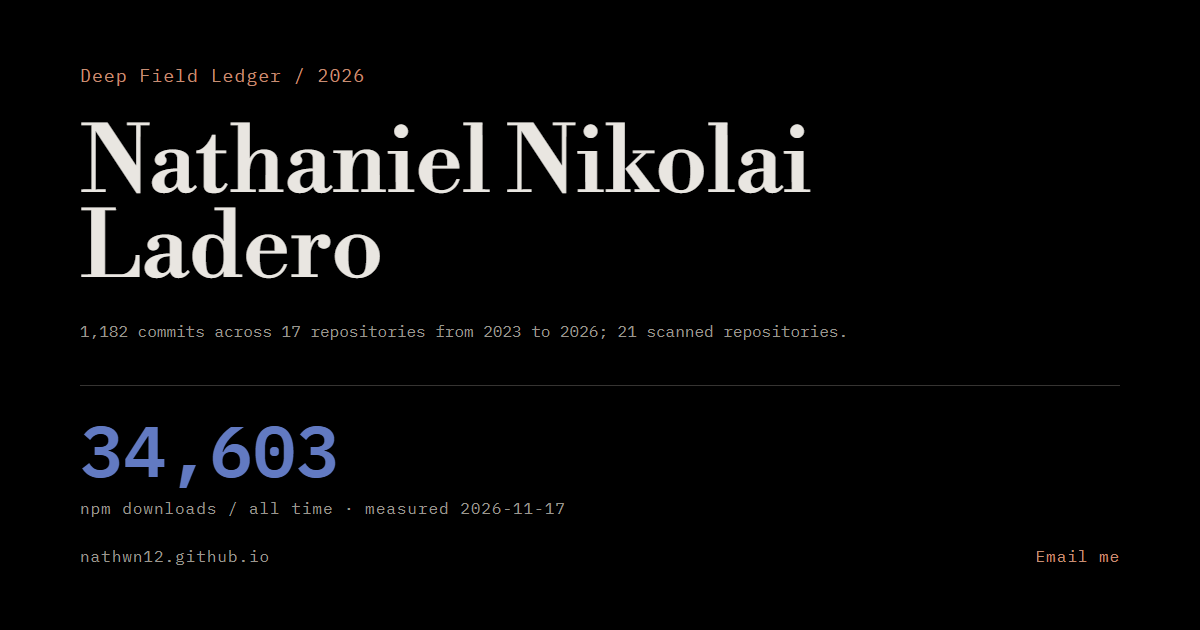 Deep Field Ledger / 2026
Nathaniel Nikolai
Ladero
1,182 commits across 17 repositories from 2023 to 2026; 21 scanned repositories.
34,603
npm downloads / all time · measured 2026-11-17
nathwn12.github.io
Email me